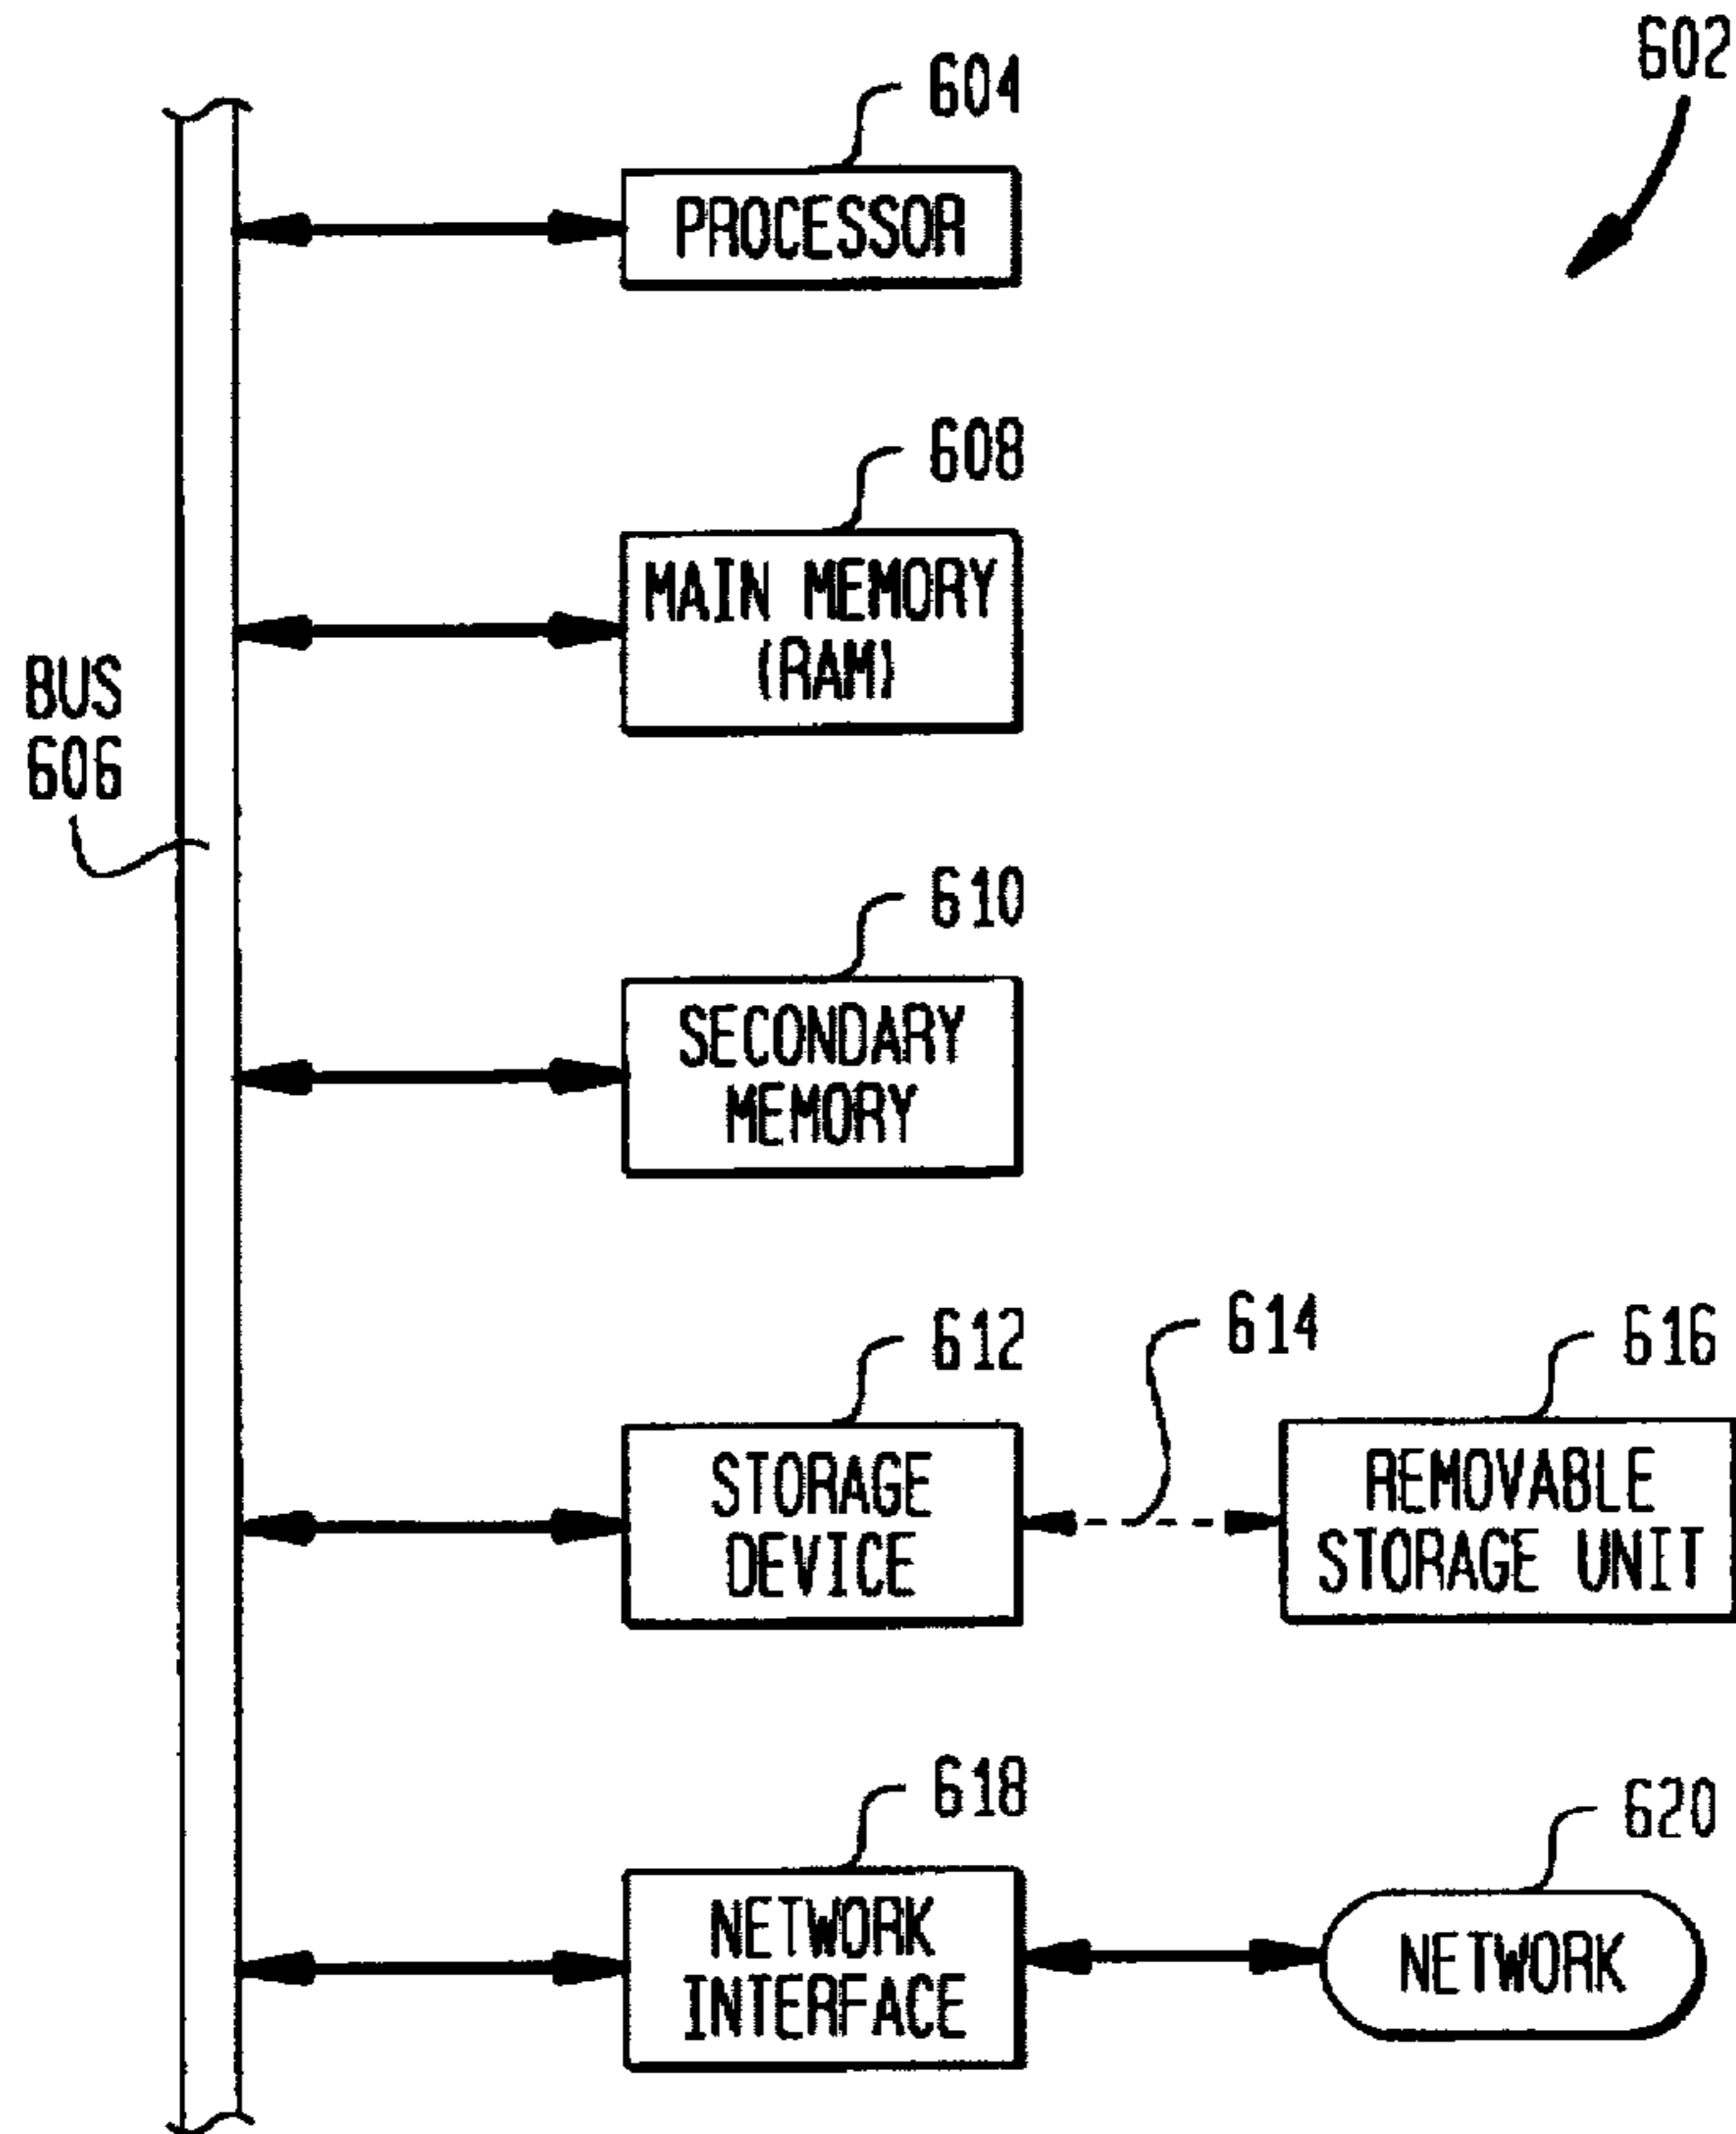 602
604
PROCESSOR
608
MAIN MEMORY
(RAM)
BUS
606
610
SECONDARY
MEMORY
612
STORAGE
DEVICE
614
616
REMOVABLE
STORAGE UNIT
618
NETWORK
INTERFACE
620
NETWORK